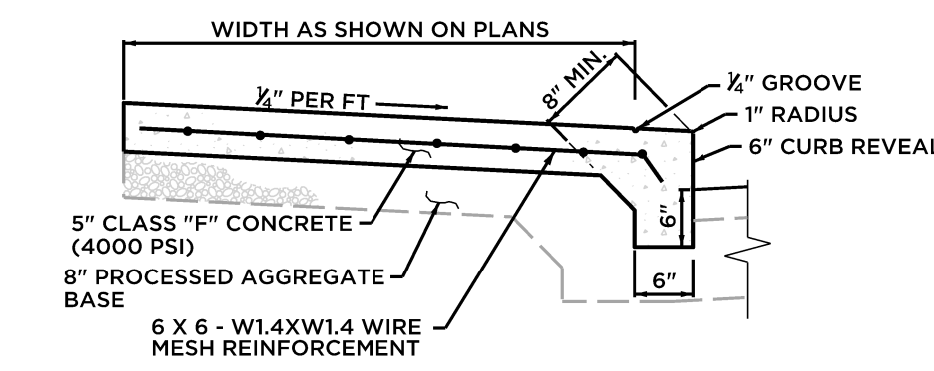 WIDTH AS SHOWN ON PLANS
8" MIN.
1/4" GROOVE
1/4" PER FT
1" RADIUS
6" CURB REVEAL
6"
5" CLASS "F" CONCRETE
(4000 PSI)
8" PROCESSED AGGREGATE
BASE
6"
6 X 6 - W1.4XW1.4 WIRE
MESH REINFORCEMENT